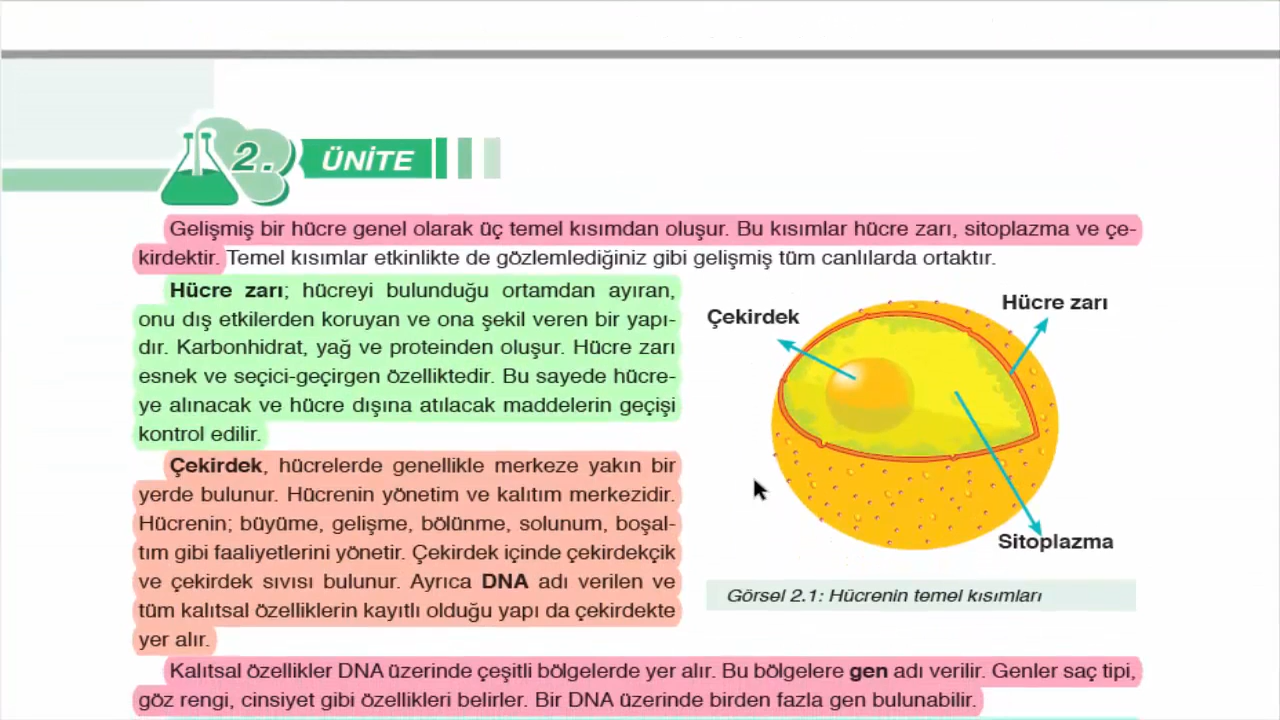 2. ÜNİTE
Gelişmiş bir hücre genel olarak üç temel kısımdan oluşur. Bu kısımlar hücre zarı, sitoplazma ve çe-
kirdektir. Temel kısımlar etkinlikte de gözlemlediğiniz gibi gelişmiş tüm canlılarda ortaktır.
Hücre zarı; hücreyi bulunduğu ortamdan ayıran,
onu dış etkilerden koruyan ve ona şekil veren bir yapı-
dır. Karbonhidrat, yağ ve proteinden oluşur. Hücre zarı
esnek ve seçici-geçirgen özelliktedir. Bu sayede hücre-
ye alınacak ve hücre dışına atılacak maddelerin geçişi
kontrol edilir.
Çekirdek, hücrelerde genellikle merkeze yakın bir
yerde bulunur. Hücrenin yönetim ve kalıtım merkezidir.
Hücrenin; büyüme, gelişme, bölünme, solunum, boşal-
tım gibi faaliyetlerini yönetir. Çekirdek içinde çekirdekçik
ve çekirdek sıvısı bulunur. Ayrıca DNA adı verilen ve
tüm kalıtsal özelliklerin kayıtlı olduğu yapı da çekirdekte
yer alır.
Çekirdek
Hücre zarı
Sitoplazma
Görsel 2.1: Hücrenin temel kısımları
Kalıtsal özellikler DNA üzerinde çeşitli bölgelerde yer alır. Bu bölgelere gen adı verilir. Genler saç tipi,
göz rengi, cinsiyet gibi özellikleri belirler. Bir DNA üzerinde birden fazla gen bulunabilir.